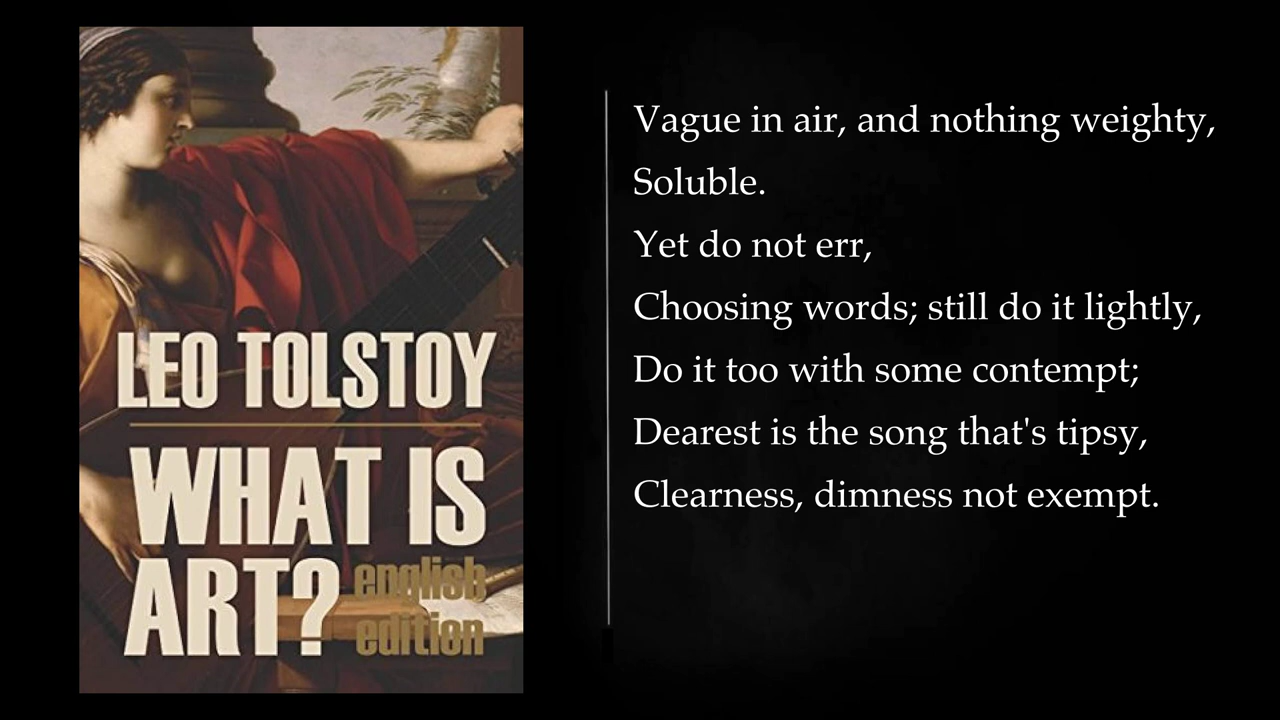 LEO TOLSTOY
WHAT IS
ART?
english
edition
Vague in air, and nothing weighty,
Soluble.
Yet do not err,
Choosing words; still do it lightly,
Do it too with some contempt;
Dearest is the song that's tipsy,
Clearness, dimness not exempt.